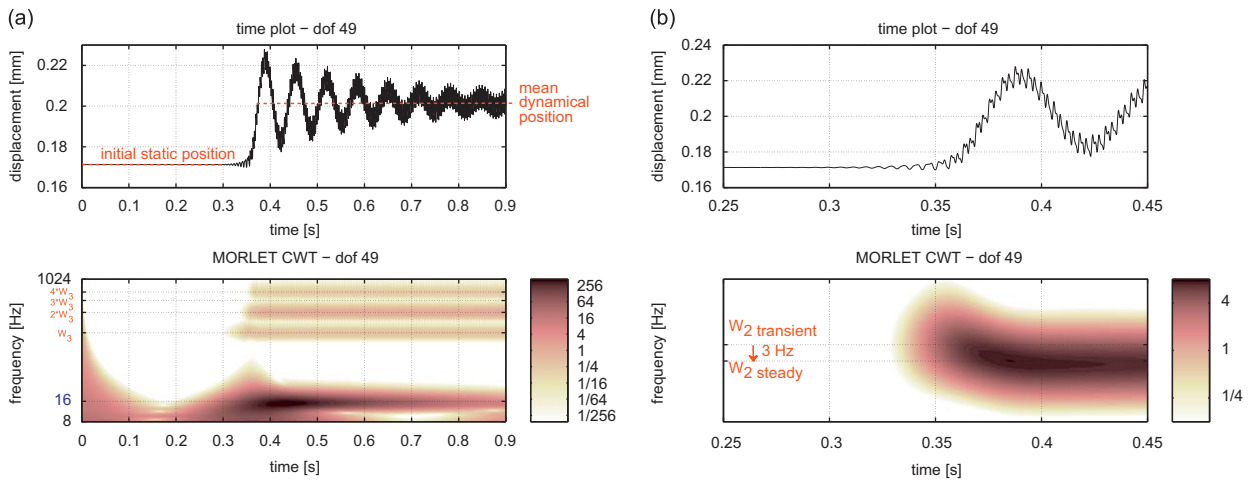 (a)
time plot – dof 49
displacement [mm]
0.22
0.2
0.18
0.16
initial static position
mean
dynamical
position
0 0.1 0.2 0.3 0.4 0.5 0.6 0.7 0.8 0.9
time [s]
MORLET CWT – dof 49
frequency [Hz]
1024
4*W3
3*W3
2*W3
W3
16
8
0 0.1 0.2 0.3 0.4 0.5 0.6 0.7 0.8 0.9
time [s]
256
64
16
4
1
1/4
1/16
1/64
1/256
(b)
time plot – dof 49
displacement [mm]
0.24
0.22
0.2
0.18
0.16
0.25 0.3 0.35 0.4 0.45
time [s]
MORLET CWT – dof 49
frequency [Hz]
W2 transient
↓ 3 Hz
W2 steady
0.25 0.3 0.35 0.4 0.45
time [s]
4
1
1/4